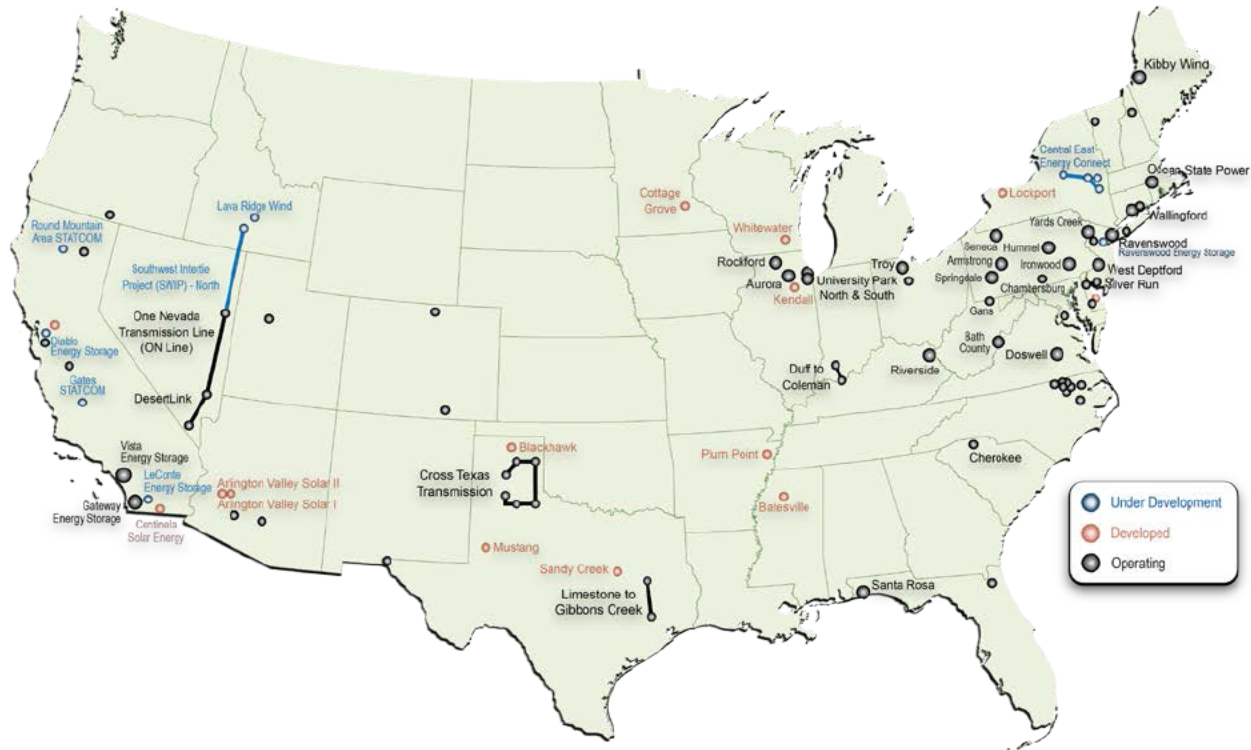 Kibby Wind
Central East
Energy Connect
Ocean State Power
Lockport
Cottage
Grove
Lava Ridge Wind
Wallingford
Round Mountain
Area STATCOM
Whitewater
Yards Creek
Ravenswood
Ravenswood Energy Storage
Seneca
Hummel
Rockford
Troy
Armstrong
Ironwood
West Deptford
Southwest Intertie
Project (SWIP) - North
Aurora
University Park
North & South
Springdale
Chambersburg
Silver Run
Kendall
Gans
One Nevada
Transmission Line
(ON Line)
Diablo
Energy Storage
Bath
County
Doswell
Gates
STATCOM
Duff to
Coleman
Riverside
DesertLink
Vista
Energy Storage
Blackhawk
Plum Point
Cherokee
LeConte
Energy Storage
Cross Texas
Transmission
Arlington Valley Solar II
Arlington Valley Solar I
Gateway
Energy Storage
Centinela
Solar Energy
Batesville
Under Development
Developed
Operating
Mustang
Sandy Creek
Limestone to
Gibbons Creek
Santa Rosa